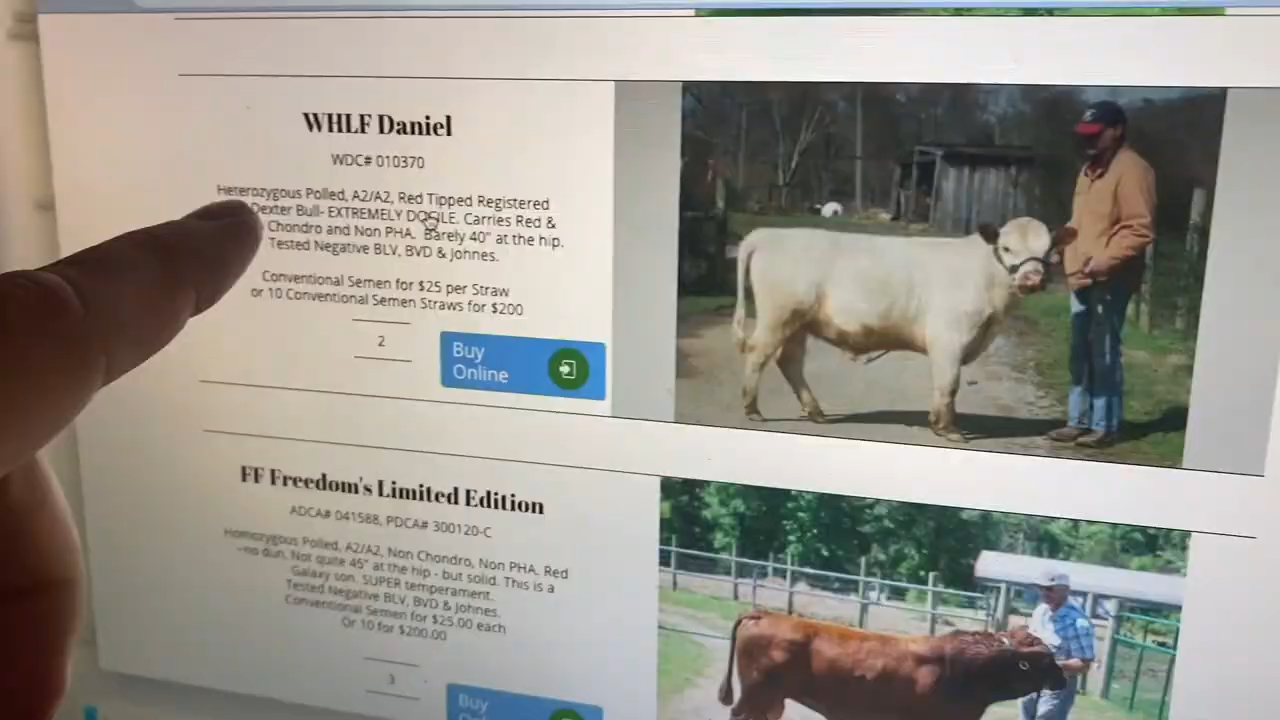 WHLF Daniel
WDC# 010370
Heterozygous Polled, A2/A2, Red Tipped Registered
Dexter Bull- EXTREMELY DOCILE. Carries Red &
Chondro and Non PHA. Barely 40" at the hip.
Tested Negative BLV, BVD & Johnes.
Conventional Semen for $25 per Straw
or 10 Conventional Semen Straws for $200
2
Buy
Online
FF Freedom's Limited Edition
ADCA# 041588, PDCA# 300120-C
Homozygous Polled, A2/A2, Non Chondro, Non PHA. Red
~no dun. Not quite 45" at the hip - but solid. This is a
Galaxy son. SUPER temperament.
Tested Negative BLV, BVD & Johnes.
Conventional Semen for $25.00 each
Or 10 for $200.00
3
Buy